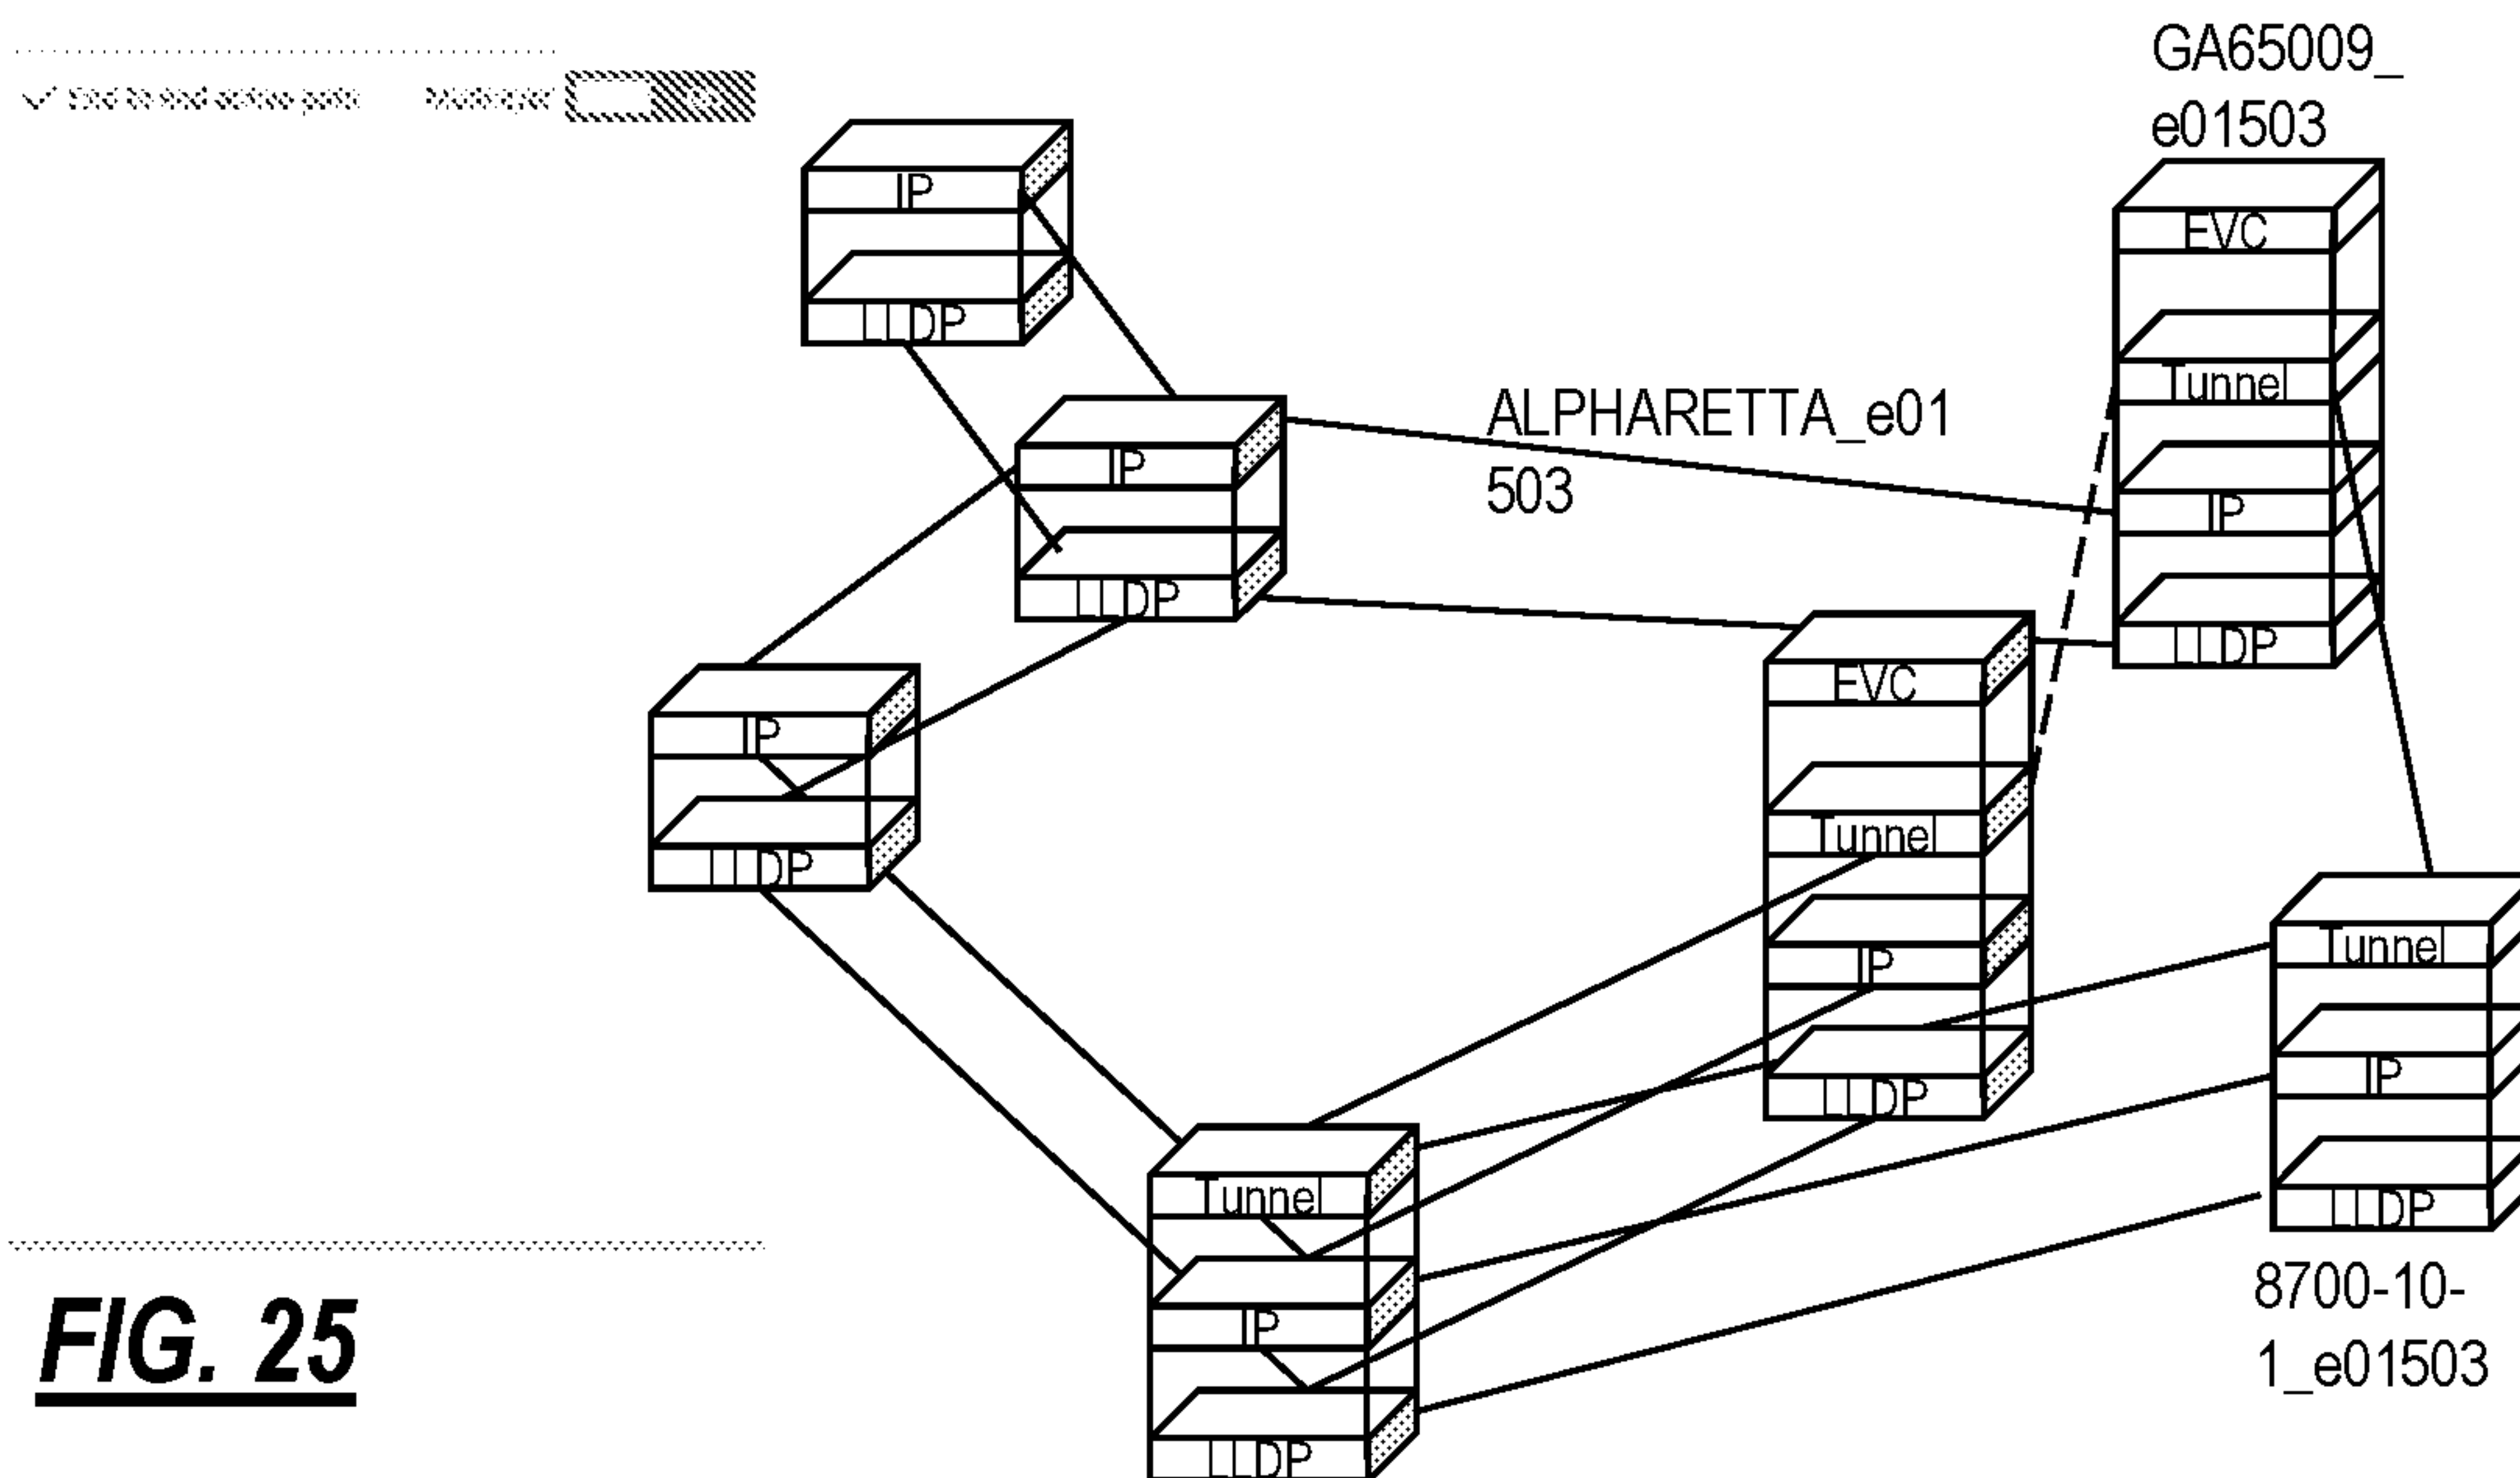 GA65009_
e01503
IP
LLDP
EVC
Tunnel
IP
LLDP
ALPHARETTA_e01
503
IP
LLDP
IP
LLDP
EVC
Tunnel
IP
LLDP
Tunnel
IP
LLDP
8700-10-
1_e01503
Tunnel
IP
LLDP
FIG. 25